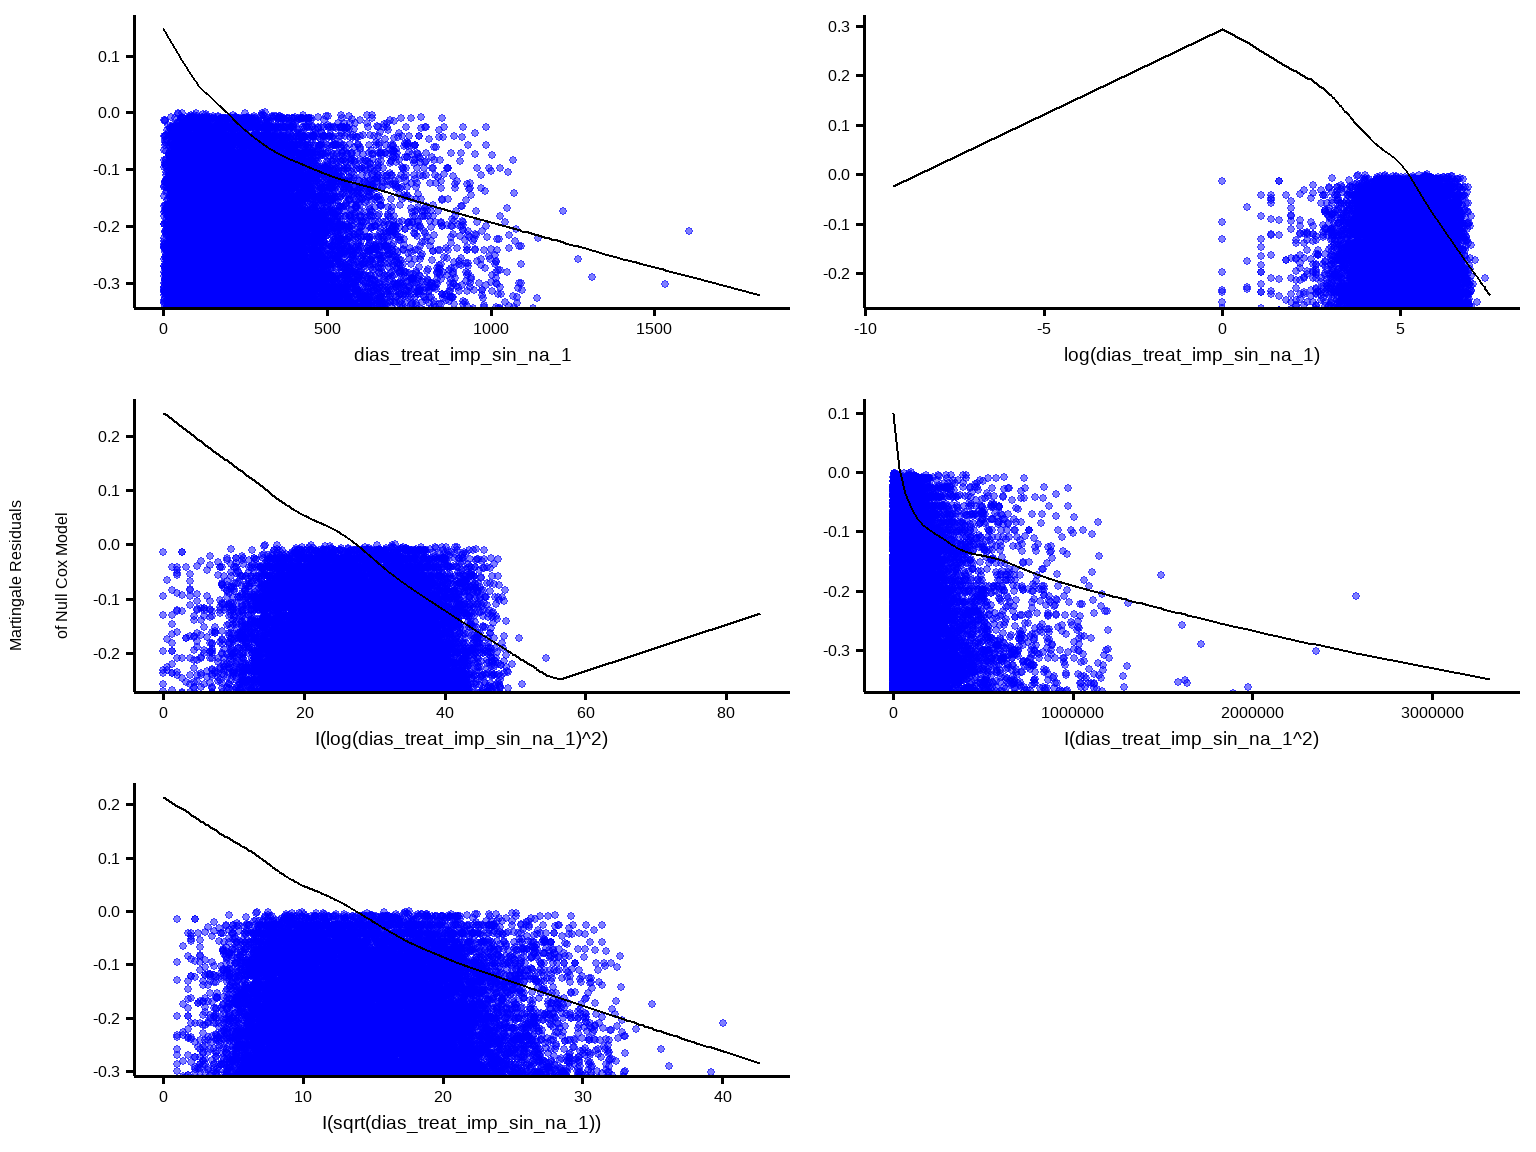 Martingale Residuals
of Null Cox Model
0.1
0.0
-0.1
-0.2
-0.3
0 500 1000 1500
dias_treat_imp_sin_na_1
0.3
0.2
0.1
0.0
-0.1
-0.2
-10 -5 0 5
log(dias_treat_imp_sin_na_1)
0.2
0.1
0.0
-0.1
-0.2
0 20 40 60 80
I(log(dias_treat_imp_sin_na_1)^2)
0.1
0.0
-0.1
-0.2
-0.3
0 1000000 2000000 3000000
I(dias_treat_imp_sin_na_1^2)
0.2
0.1
0.0
-0.1
-0.2
-0.3
0 10 20 30 40
I(sqrt(dias_treat_imp_sin_na_1))